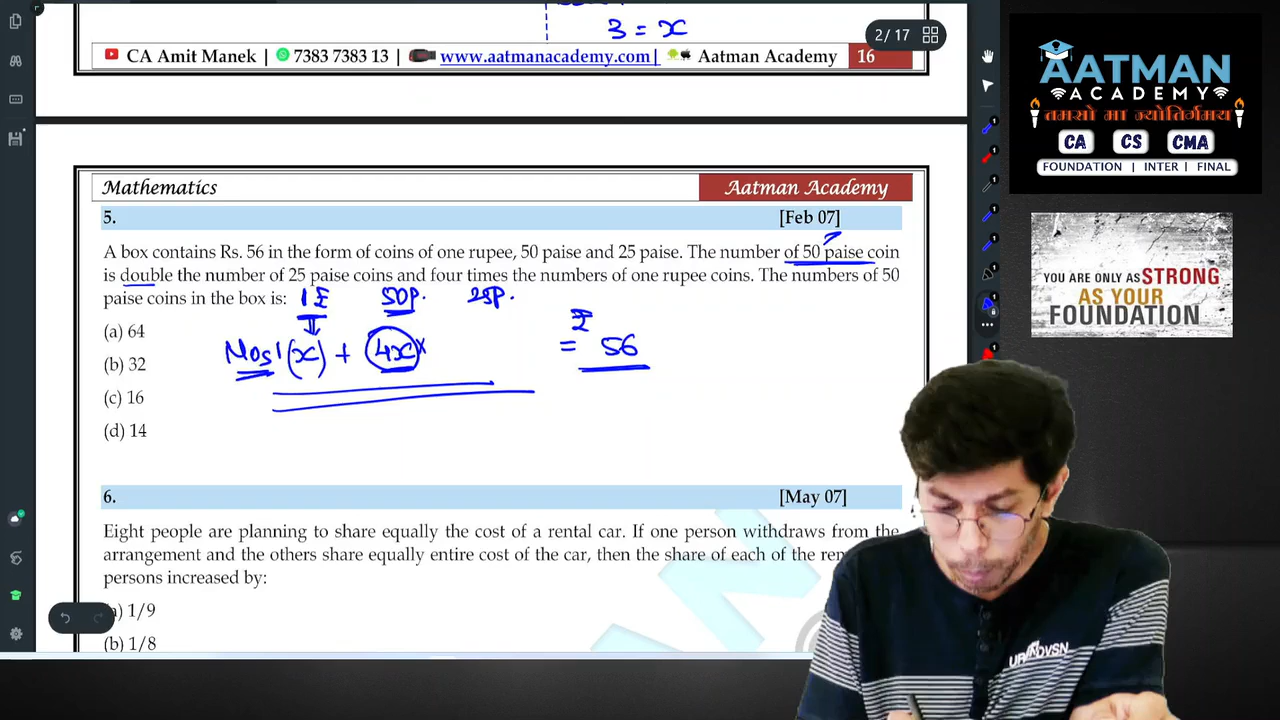 3 = x
2/17
CA Amit Manek 7383 7383 13 www.aatmanacademy.com| Aatman Academy 16
AATMAN
ACADEMY
तमसो मा ज्योतिर्गमय
CA CS CMA
FOUNDATION | INTER | FINAL
Mathematics Aatman Academy
5. [Feb 07]
A box contains Rs. 56 in the form of coins of one rupee, 50 paise and 25 paise. The number of 50 paise coin
is double the number of 25 paise coins and four times the numbers of one rupee coins. The numbers of 50
paise coins in the box is: 1₹ 50p. 25p.
(a) 64
(b) 32
(c) 16
(d) 14
Nos (x) + 4x = ₹ 56
6. [May 07]
Eight people are planning to share equally the cost of a rental car. If one person withdraws from the
arrangement and the others share equally entire cost of the car, then the share of each of the
persons increased by:
1/9
(b) 1/8
YOU ARE ONLY AS STRONG
AS YOUR
FOUNDATION